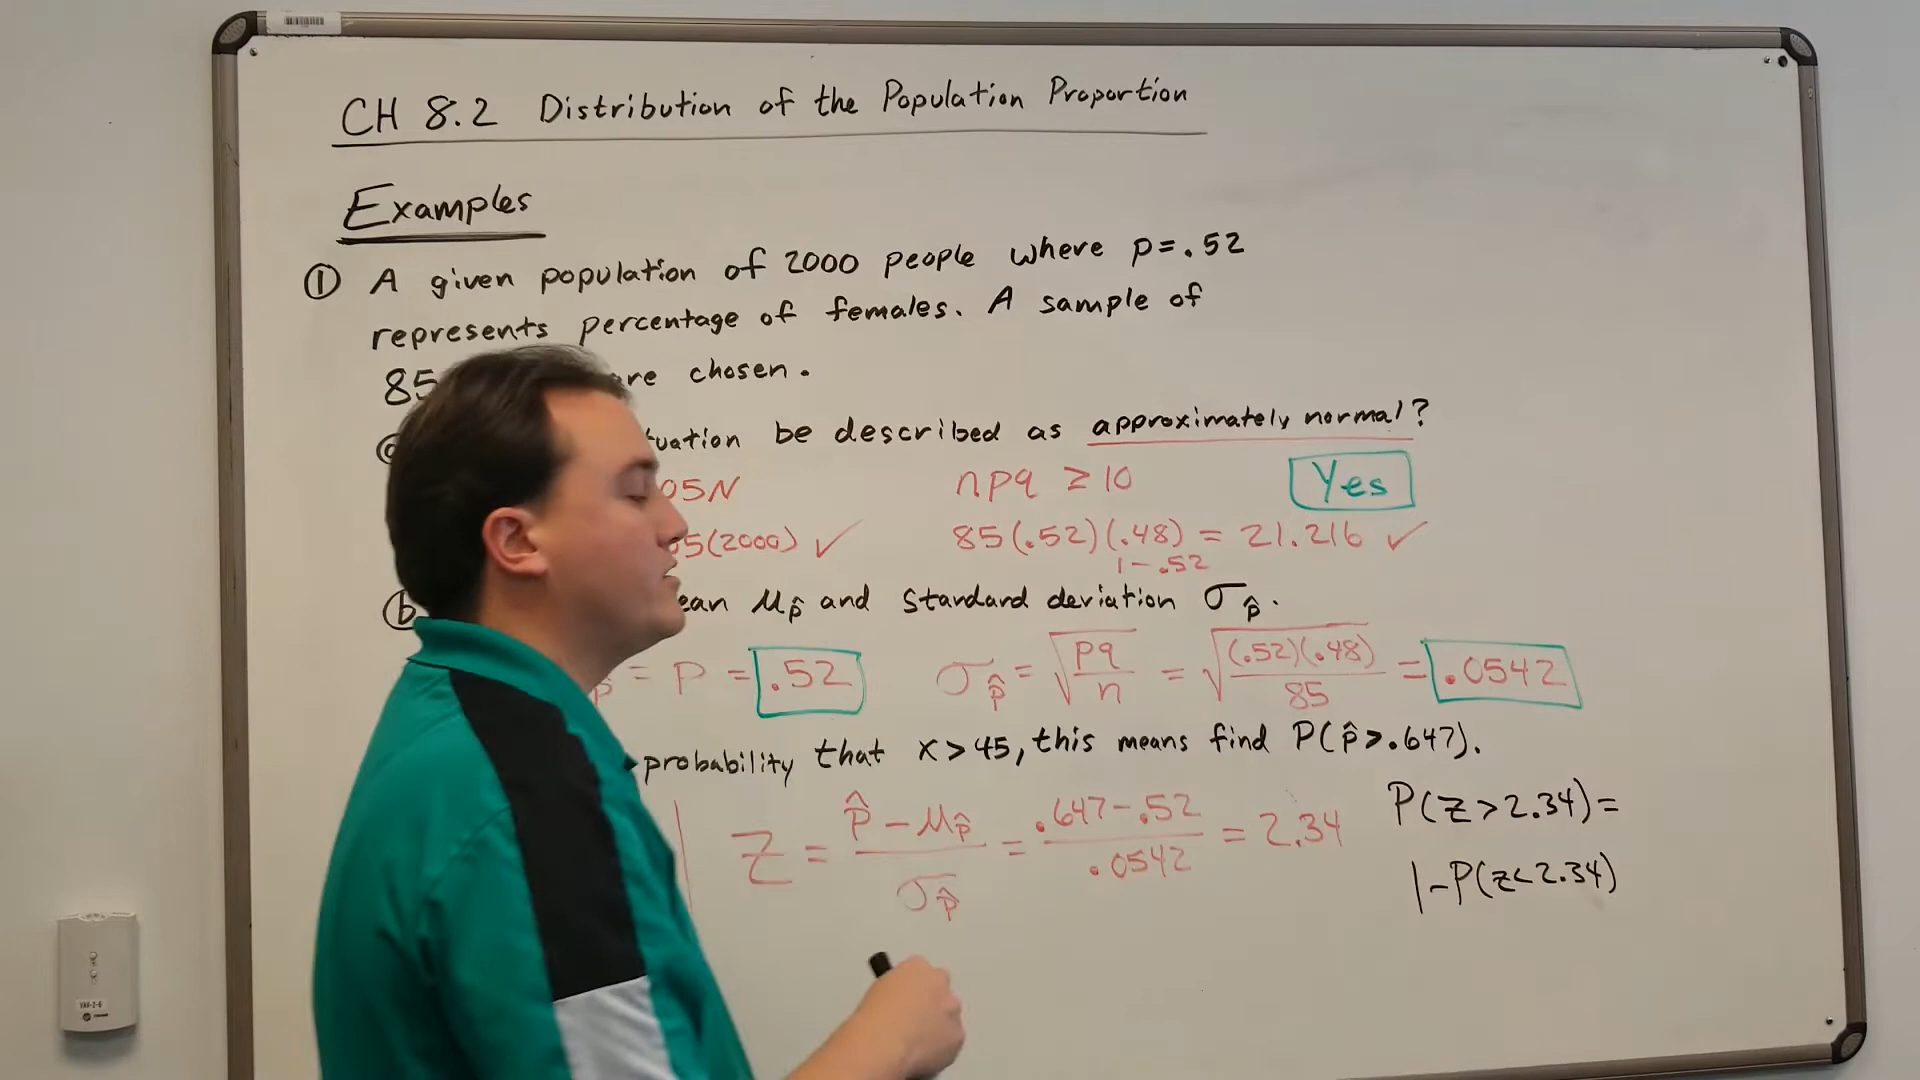 CH 8.2 Distribution of the Population Proportion
Examples
① A given population of 2000 people where p=.52
represents percentage of females. A sample of
85 re chosen.
tuation be described as approximately normal?
05N npq ≥ 10 Yes
5(2000) ✓ 85(.52)(.48) = 21.216 ✓
1-.52
ⓑ ean μp̂ and standard deviation σp̂.
p̂ = P = .52 σp̂ = √(pq/n) = √((.52)(.48)/85) = .0542
probability that x>45, this means find P(p̂>.647).
Z = (p̂ - μp̂)/σp̂ = (.647-.52)/.0542 = 2.34 P(z>2.34)=
1-P(z<2.34)